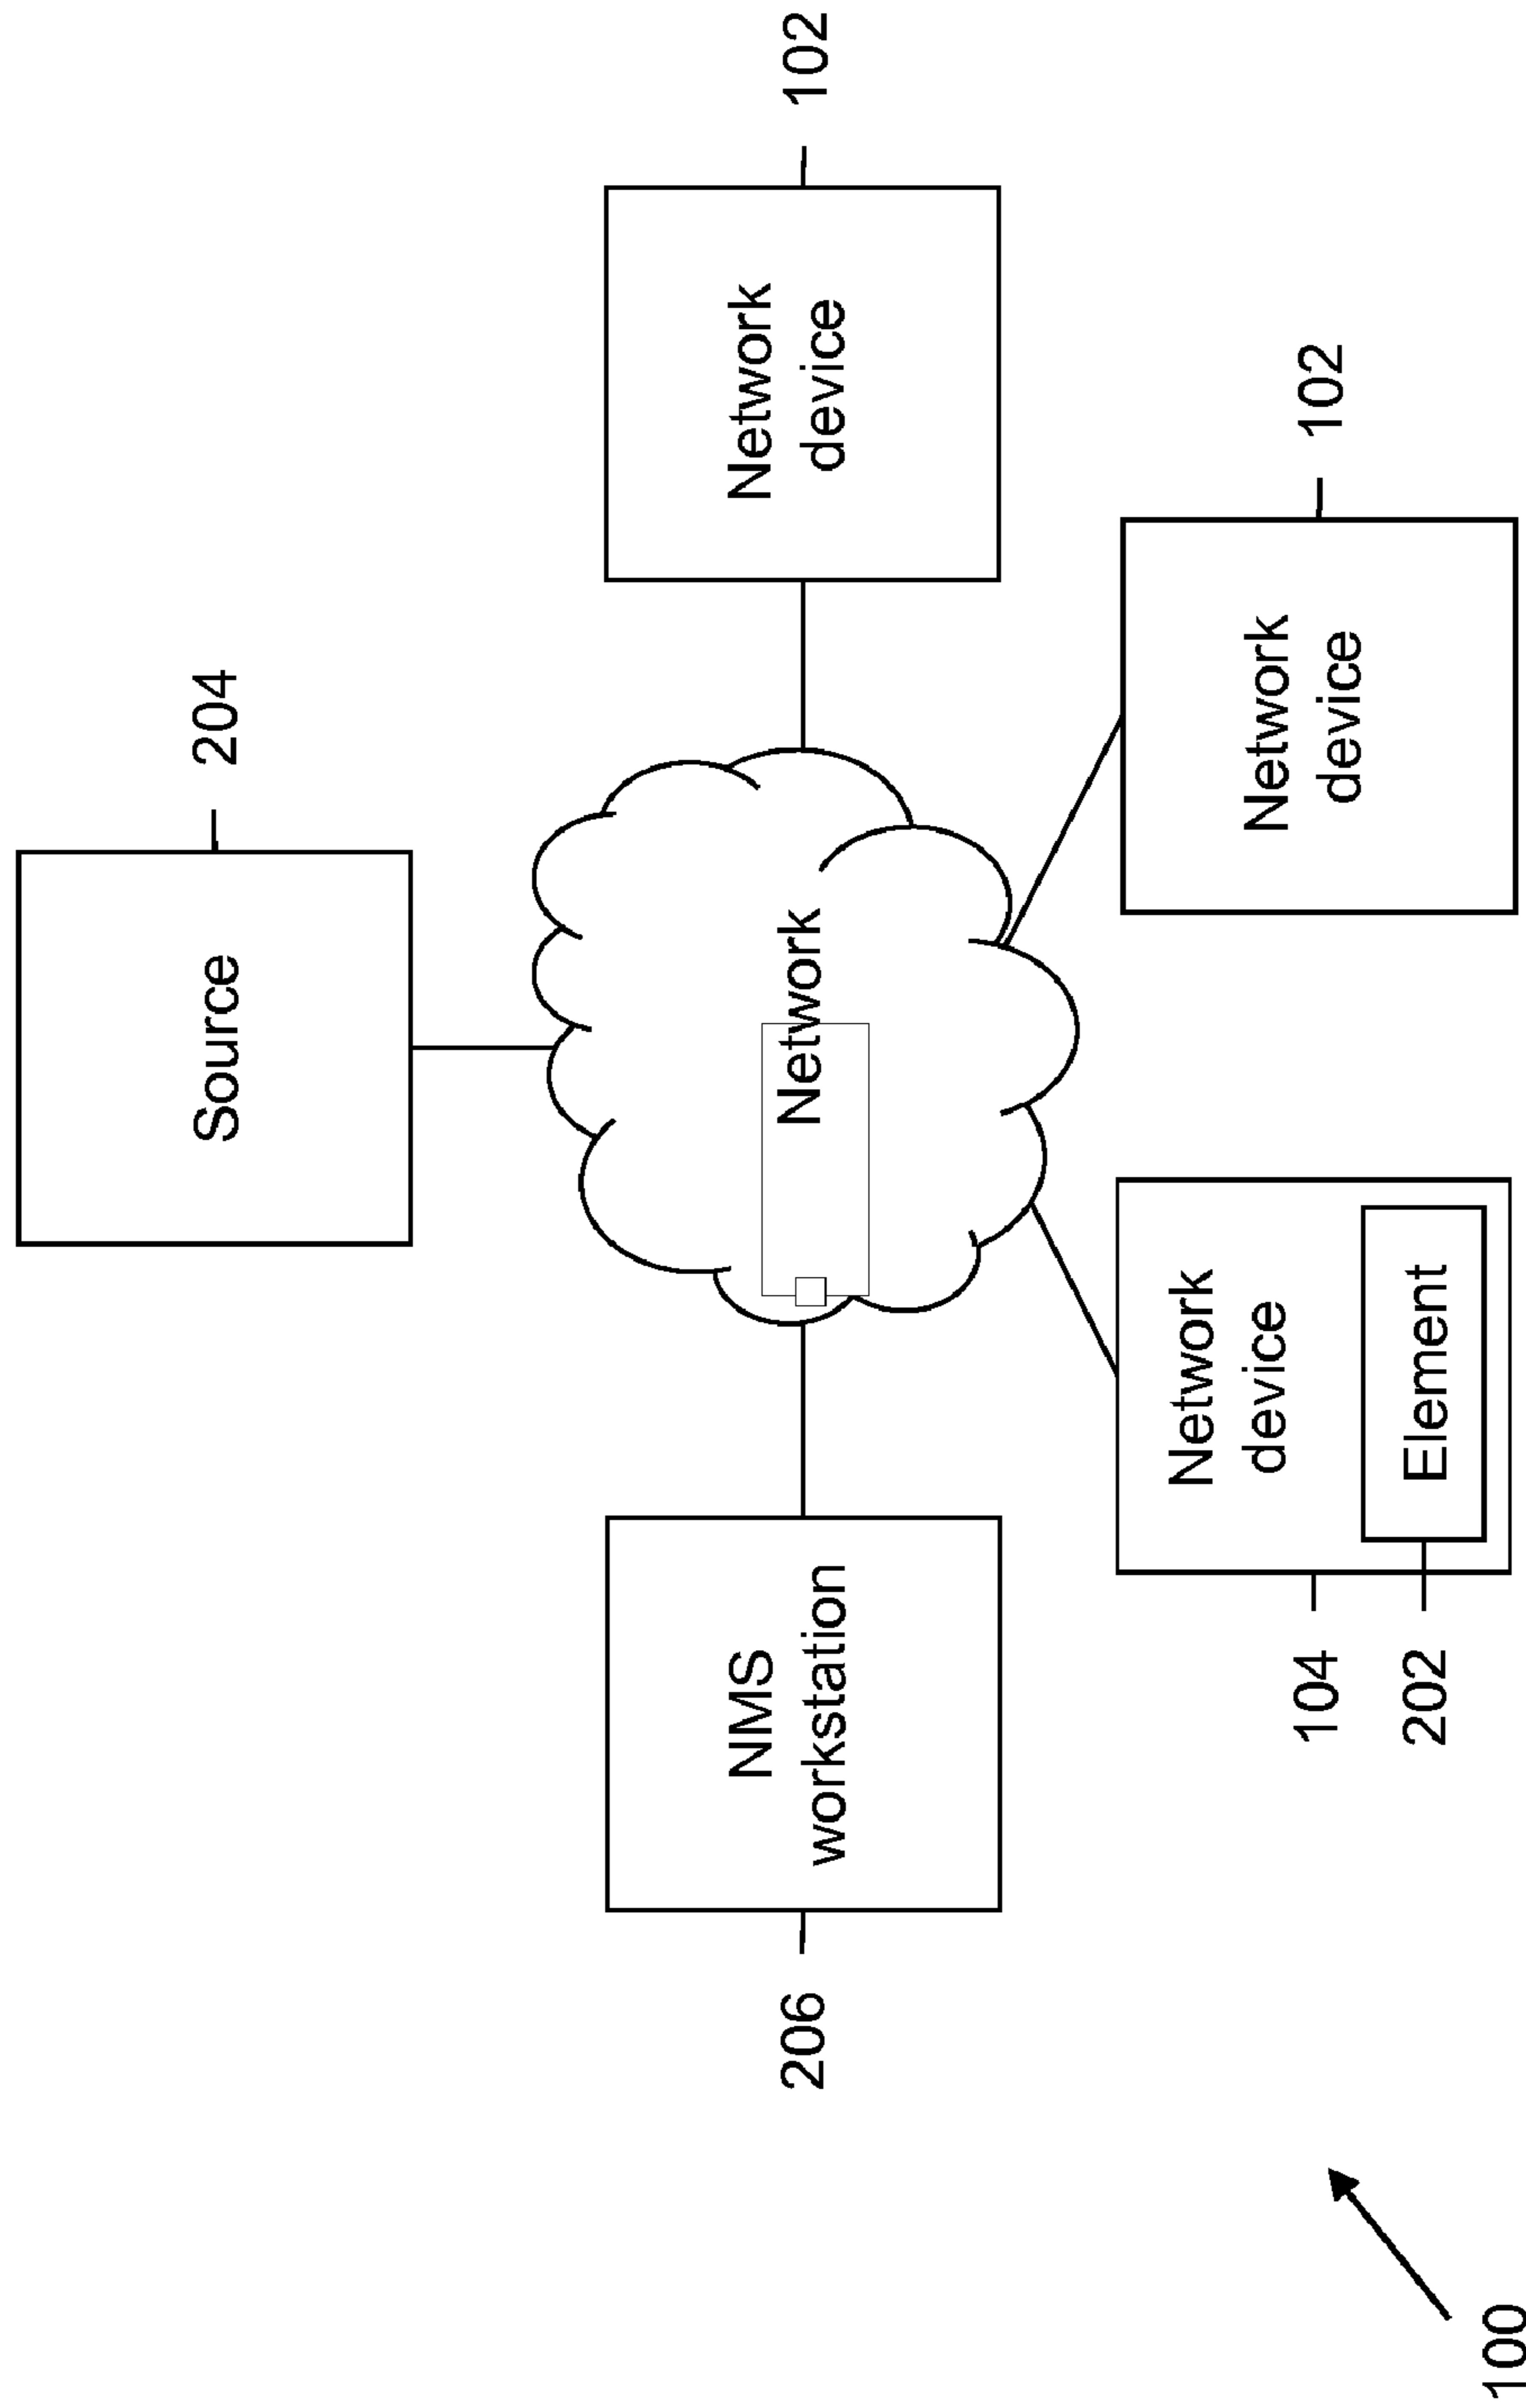 204
Source
102
Network
device
Network
NMS
workstation
206
102
Network
device
Network
device
Element
104
202
100